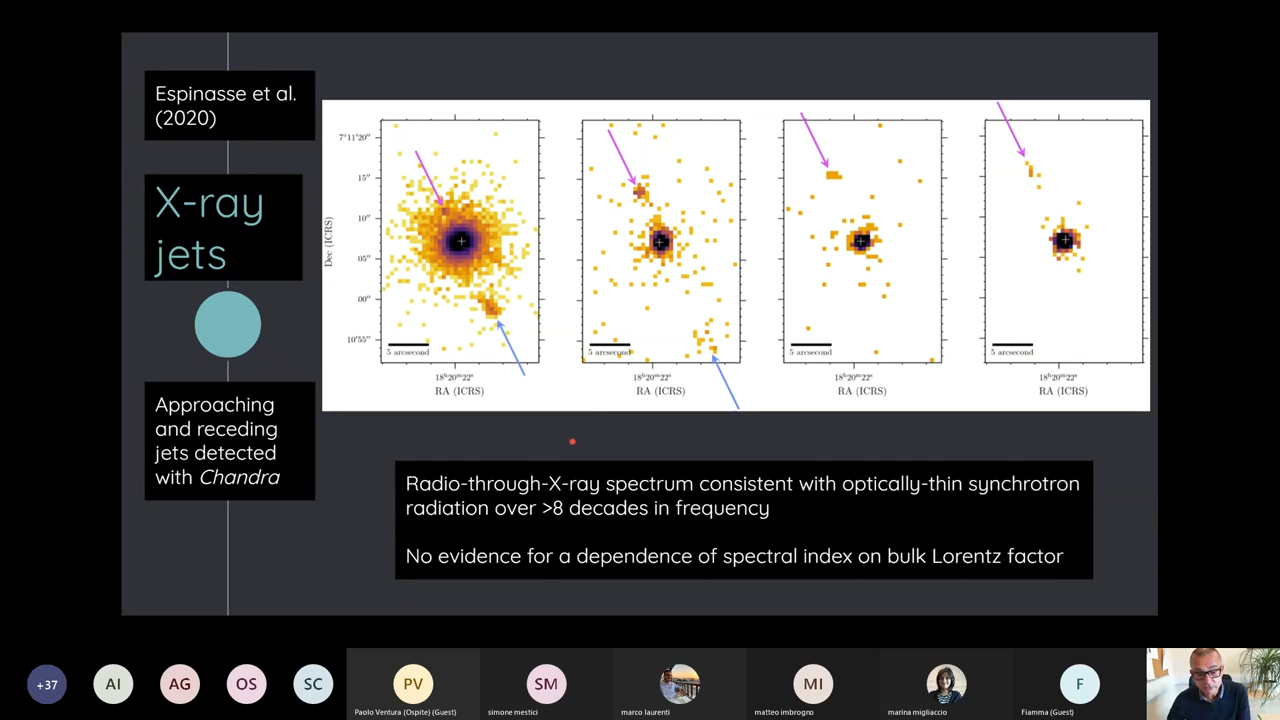 Espinasse et al.
(2020)
X-ray
jets
Approaching
and receding
jets detected
with Chandra
Dec (ICRS)
7°11'20"
15"
10"
05"
00"
10'55"
5 arcsecond
18ʰ20ᵐ22ˢ
RA (ICRS)
5 arcsecond
18ʰ20ᵐ22ˢ
RA (ICRS)
5 arcsecond
18ʰ20ᵐ22ˢ
RA (ICRS)
5 arcsecond
18ʰ20ᵐ22ˢ
RA (ICRS)
Radio-through-X-ray spectrum consistent with optically-thin synchrotron
radiation over >8 decades in frequency
No evidence for a dependence of spectral index on bulk Lorentz factor
+37
AI
AG
OS
SC
PV
Paolo Ventura (Ospite) (Guest)
SM
simone mestici
marco laurenti
MI
matteo imbrogno
marina migliaccio
F
Fiamma (Guest)